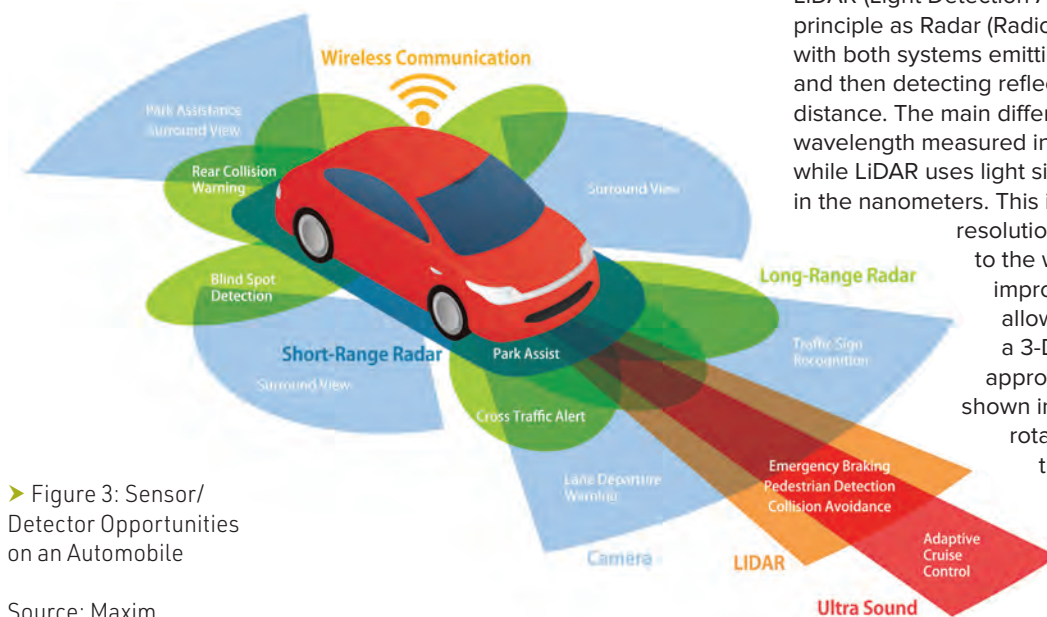 LiDAR (Light Detection A
principle as Radar (Radio
with both systems emitti
and then detecting reflec
distance. The main differ
wavelength measured in
while LiDAR uses light si
in the nanometers. This i
resolution
to the w
impro
allow
a 3-D
appro
shown in
rota
t
Wireless Communication
Park Assistance
Surround View
Rear Collision
Warning
Surround View
Blind Spot
Detection
Long-Range Radar
Short-Range Radar
Park Assist
Traffic Sign
Recognition
Surround View
Cross Traffic Alert
Lane Departure
Warning
Emergency Braking
Pedestrian Detection
Collision Avoidance
Camera
LIDAR
Adaptive
Cruise
Control
Ultra Sound
➤ Figure 3: Sensor/
Detector Opportunities
on an Automobile
Source: Maxim